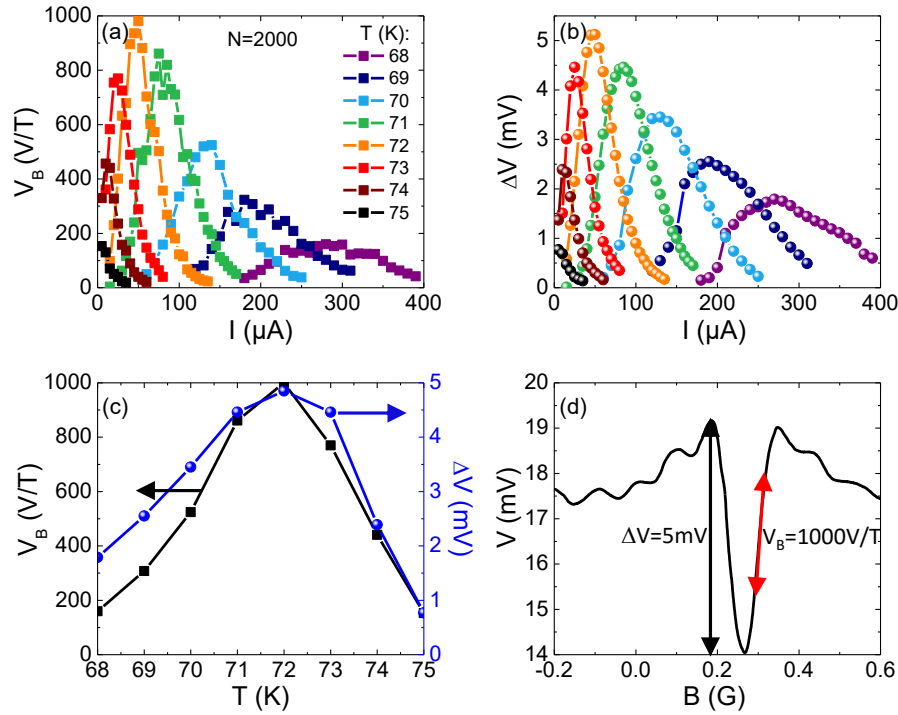 (a)
N=2000
T (K):
68
69
70
71
72
73
74
75
1000
800
600
400
200
0
V_B (V/T)
0 100 200 300 400
I (μA)
(b)
5
4
3
2
1
0
ΔV (mV)
0 100 200 300 400
I (μA)
(c)
1000
800
600
400
200
0
V_B (V/T)
5
4
3
2
1
0
ΔV (mV)
68 69 70 71 72 73 74 75
T (K)
(d)
20
19
18
17
16
15
14
V (mV)
ΔV=5mV
V_B=1000V/T
-0.2 0.0 0.2 0.4 0.6
B (G)